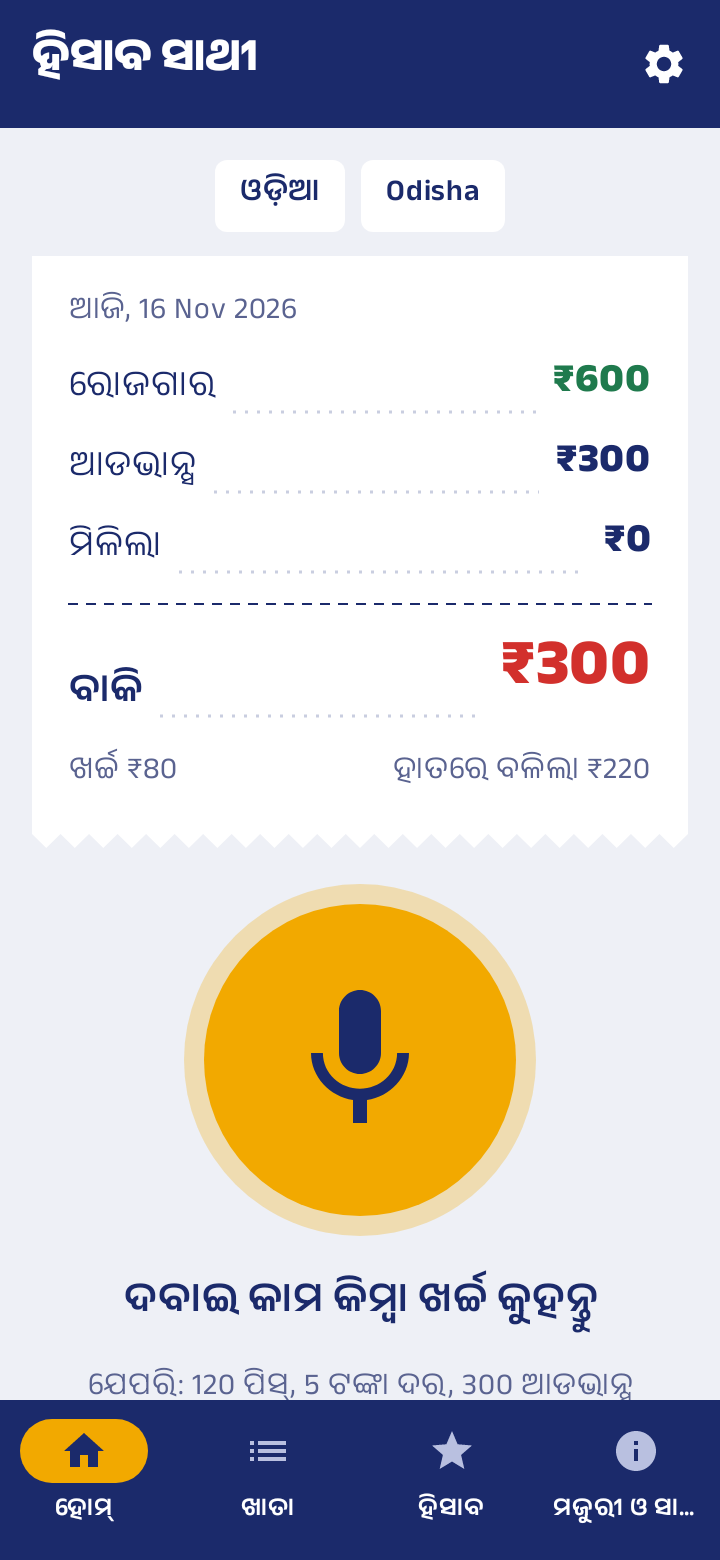 ହିସାବ ସାଥୀ
ଓଡ଼ିଆ Odisha
ଆଜି, 16 Nov 2026
ରୋଜଗାର ₹600
ଆଡଭାନ୍ସ ₹300
ମିଳିଲା ₹0
ବାକି ₹300
ଖର୍ଚ୍ଚ ₹80 ହାତରେ ବଳିଲା ₹220
ଦବାଇ କାମ କିମ୍ବା ଖର୍ଚ୍ଚ କୁହନ୍ତୁ
ଯେପରି: 120 ପିସ୍, 5 ଟଙ୍କା ଦର, 300 ଆଡଭାନ୍ସ
ହୋମ୍ ଖାତା ହିସାବ ମଜୁରୀ ଓ ସା...